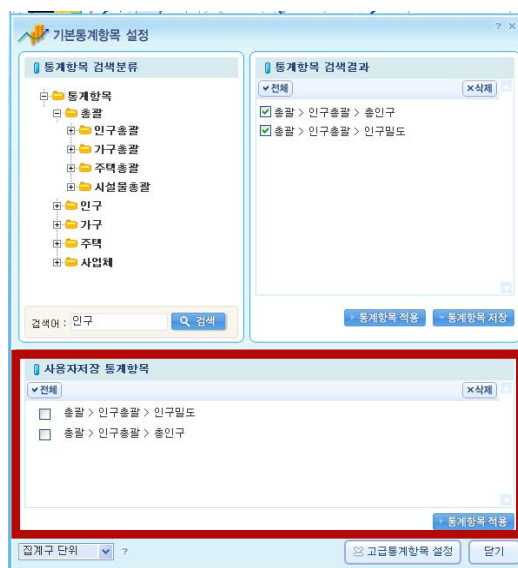 기본통계항목 설정
? ×
통계항목 검색분류
통계항목
총괄
인구총괄
가구총괄
주택총괄
시설물총괄
인구
가구
주택
사업체
검색어 : 인구
검색
통계항목 검색결과
전체
×삭제
총괄 > 인구총괄 > 총인구
총괄 > 인구총괄 > 인구밀도
통계항목 적용
통계항목 저장
사용자저장 통계항목
전체
×삭제
총괄 > 인구총괄 > 인구밀도
총괄 > 인구총괄 > 총인구
통계항목 적용
집계구 단위
?
고급통계항목 설정
닫기